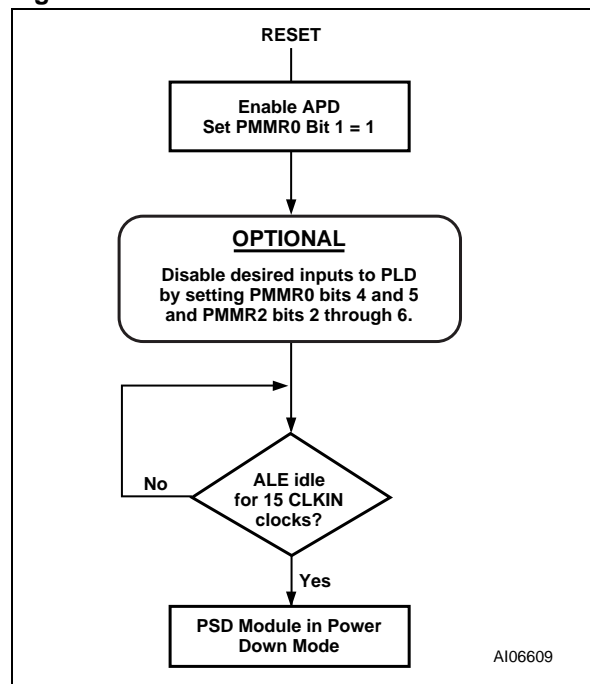 RESET
Enable APD
Set PMMR0 Bit 1 = 1
OPTIONAL
Disable desired inputs to PLD
by setting PMMR0 bits 4 and 5
and PMMR2 bits 2 through 6.
No
ALE idle
for 15 CLKIN
clocks?
Yes
PSD Module in Power
Down Mode
AI06609